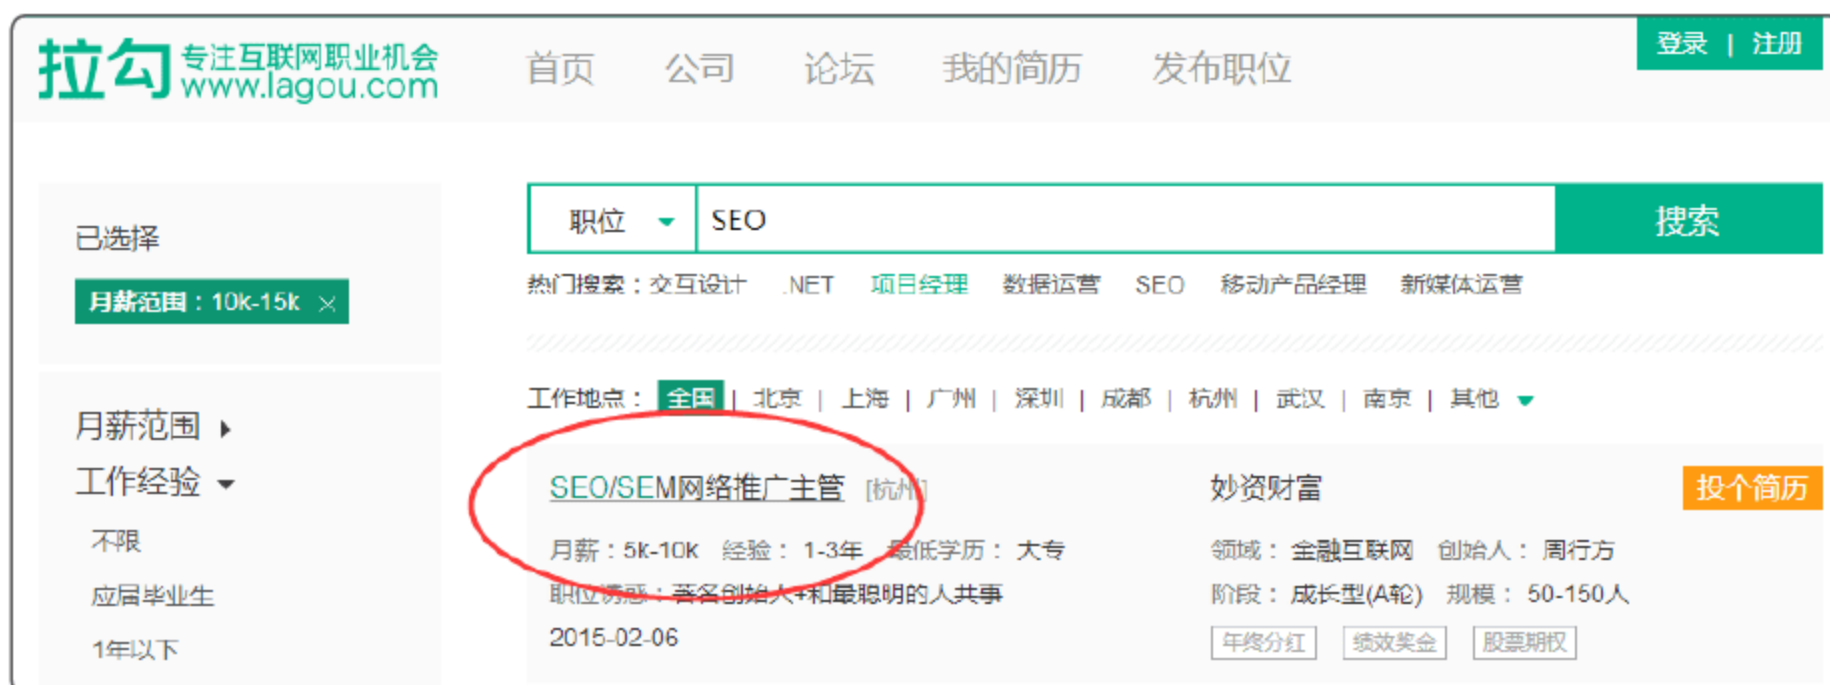 拉勾 专注互联网职业机会
www.lagou.com
首页 公司 论坛 我的简历 发布职位
登录 | 注册
已选择
月薪范围：10k-15k ×
月薪范围
工作经验
不限
应届毕业生
1年以下
职位 SEO 搜索
热门搜索：交互设计 .NET 项目经理 数据运营 SEO 移动产品经理 新媒体运营
工作地点： 全国 | 北京 | 上海 | 广州 | 深圳 | 成都 | 杭州 | 武汉 | 南京 | 其他
SEO/SEM网络推广主管 [杭州]
月薪：5k-10k 经验： 1-3年 最低学历： 大专
职位诱惑：著名创始人+和最聪明的人共事
2015-02-06
妙资财富
投个简历
领域： 金融互联网 创始人： 周行方
阶段： 成长型(A轮) 规模： 50-150人
年终分红 绩效奖金 股票期权